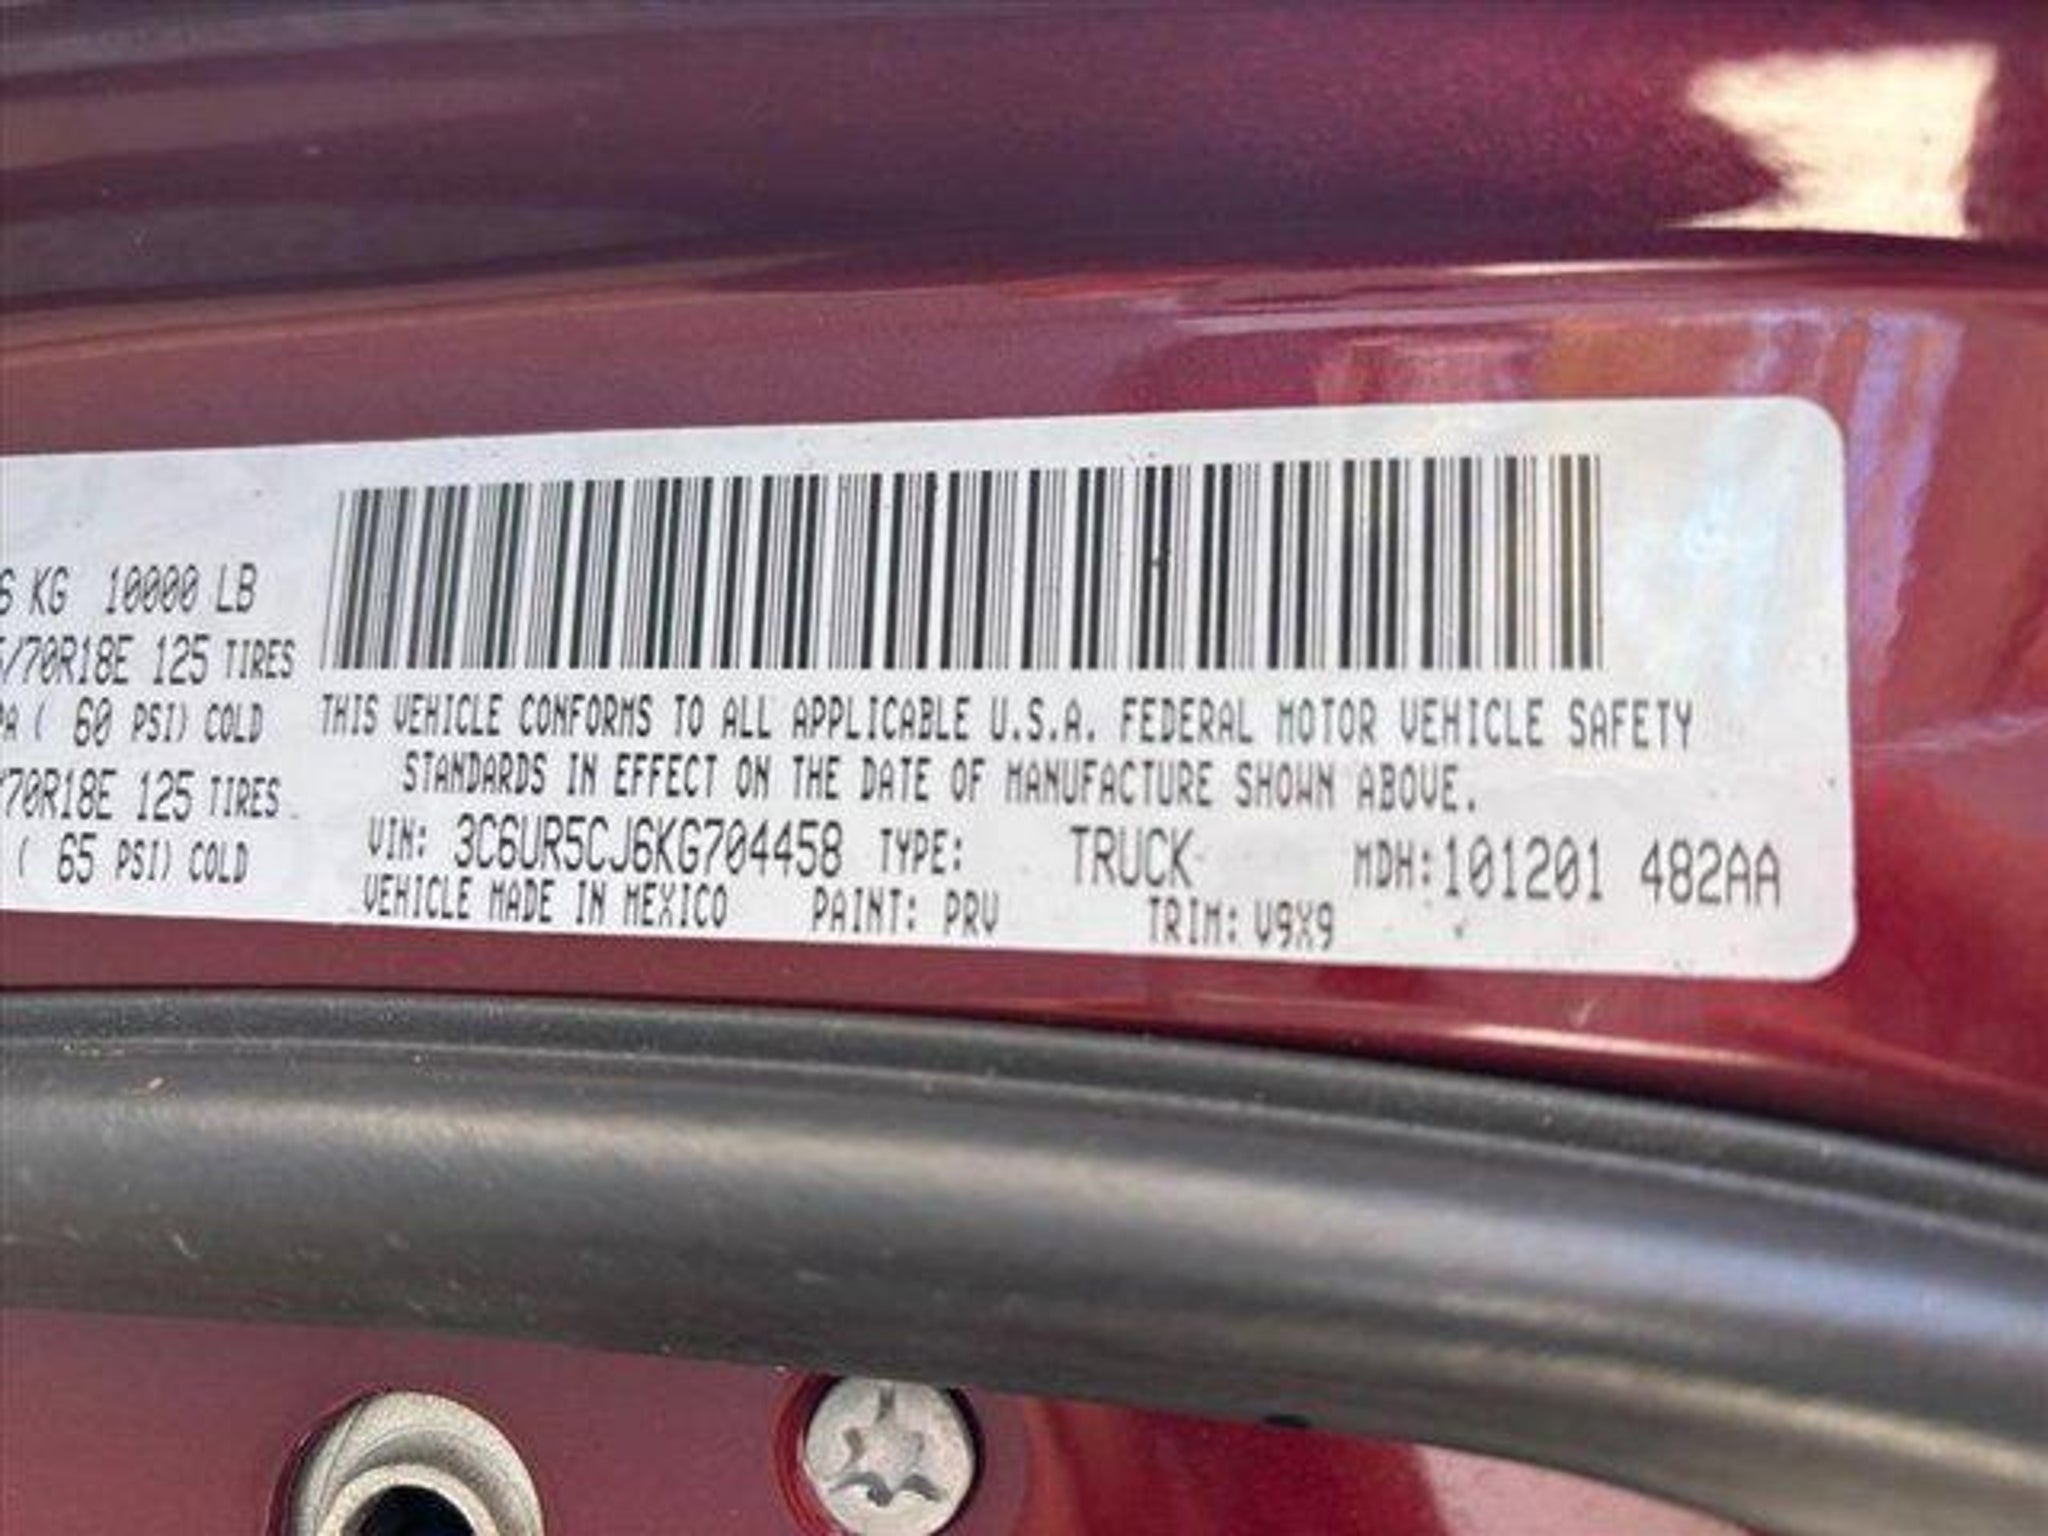 6 KG 10000 LB
5/70R18E 125 TIRES
PA ( 60 PSI) COLD
70R18E 125 TIRES
( 65 PSI) COLD
THIS VEHICLE CONFORMS TO ALL APPLICABLE U.S.A. FEDERAL MOTOR VEHICLE SAFETY
STANDARDS IN EFFECT ON THE DATE OF MANUFACTURE SHOWN ABOVE.
VIN: 3C6UR5CJ6KG704458 TYPE: TRUCK MDH:101201 482AA
VEHICLE MADE IN MEXICO PAINT: PRV TRIM: V9X9